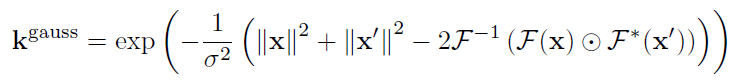 k^gauss = exp(−1/σ² (‖x‖² + ‖x′‖² − 2ℱ⁻¹(ℱ(x) ⊙ ℱ*(x′))))